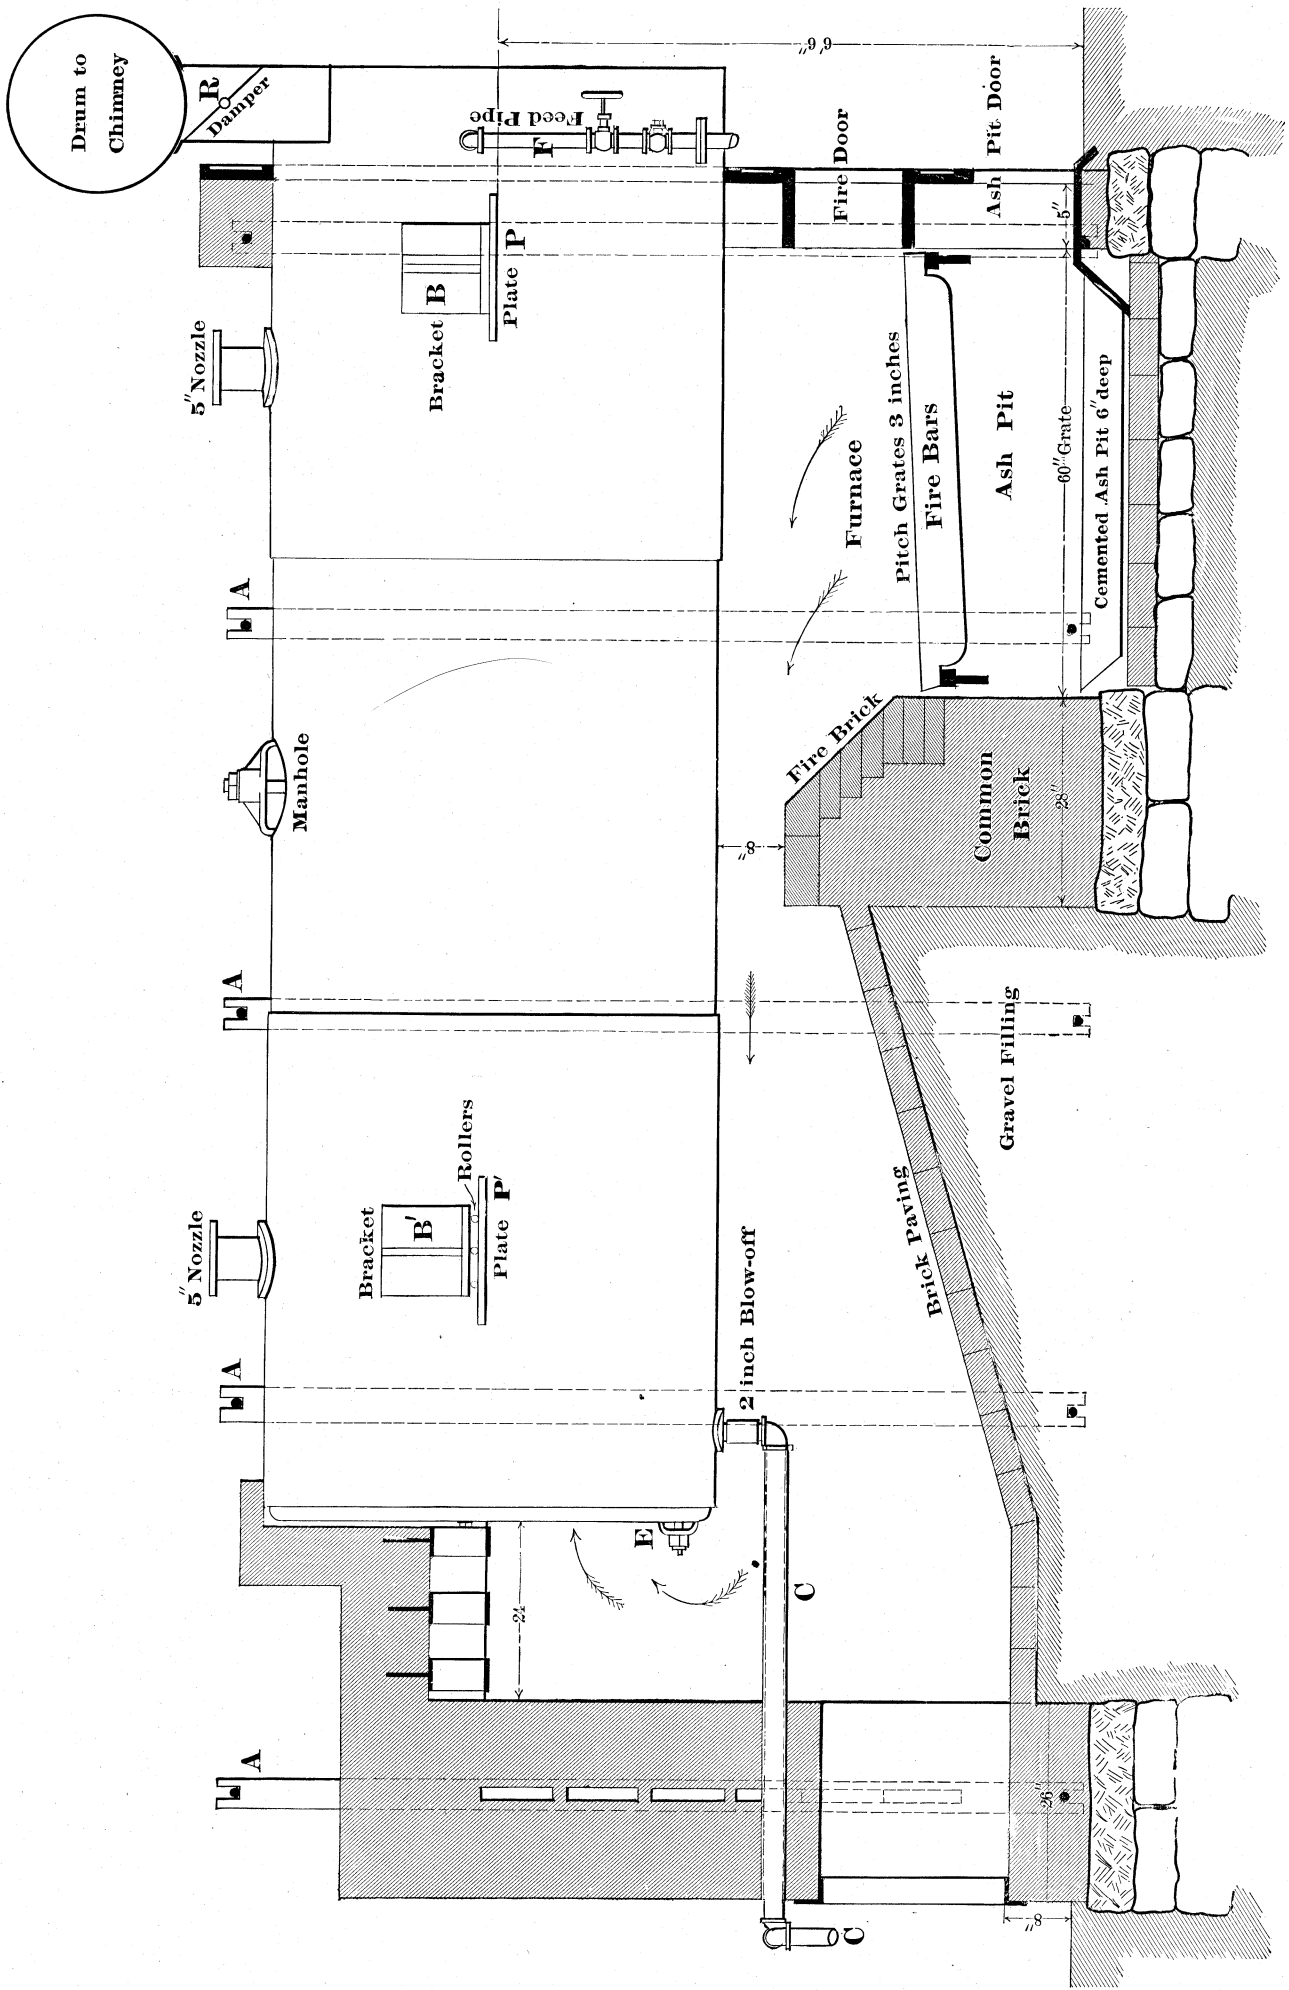 Drum to
Chimney
R
Damper
Feed Pipe
F
6′ 6″
5″ Nozzle
Bracket
B
Plate
P
Fire Door
Ash Pit Door
5″
A
Manhole
Furnace
Pitch Grates 3 inches
Fire Bars
Ash Pit
60″ Grate
Cemented Ash Pit 6″ deep
Fire Brick
Common
Brick
28″
8″
A
Gravel Filling
Brick Paving
5″ Nozzle
Bracket
B′
Rollers
Plate P′
2 inch Blow-off
A
E
24
C
A
26″
8″
C